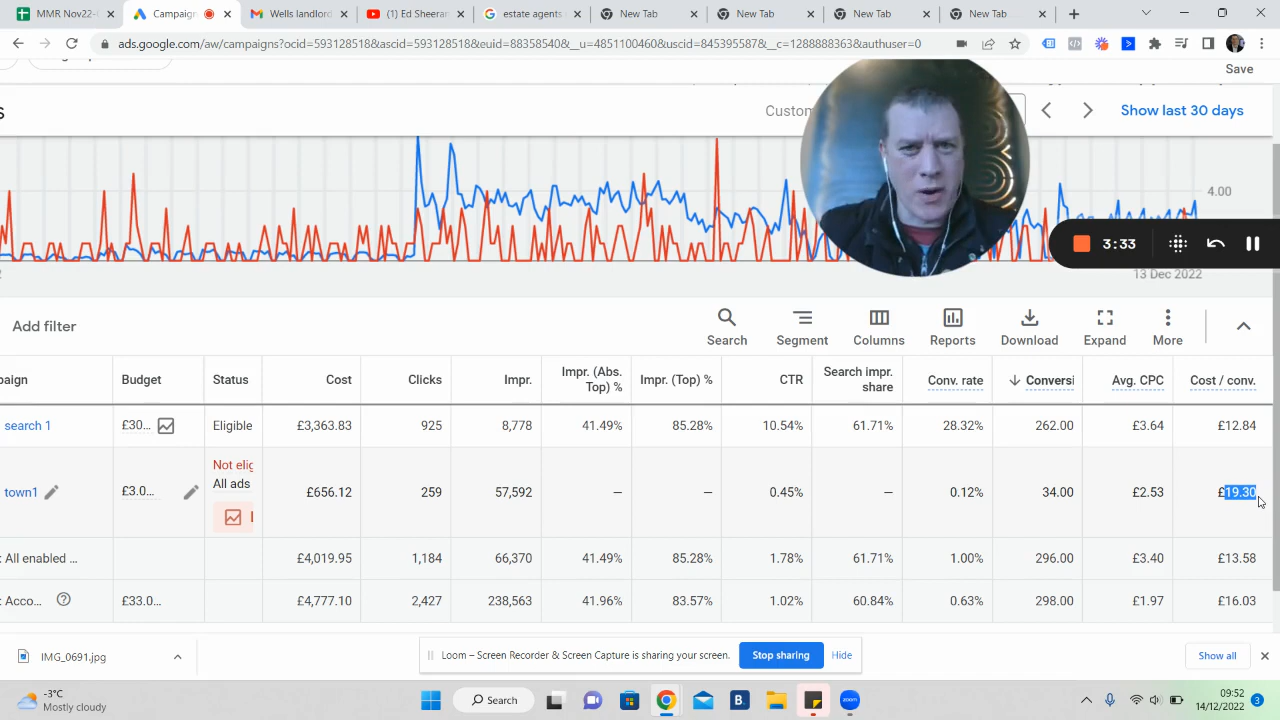 MMR Nov22-
Campaign
Wells landlord
(1) Ed Sheera
estate agents
New Tab
New Tab
New Tab
New Tab
ads.google.com/aw/campaigns?ocid=593128518&ascid=593128518&euid=88359540&__u=4851100460&uscid=8453955587&__c=1288888363&authuser=0
Save
s
Custom
Show last 30 days
4.00
3:33
2
13 Dec 2022
Add filter
Search
Segment
Columns
Reports
Download
Expand
More
paign
Budget
Status
Cost
Clicks
Impr.
Impr. (Abs. Top) %
Impr. (Top) %
CTR
Search impr. share
Conv. rate
Conversi
Avg. CPC
Cost / conv.
search 1
£30...
Eligible
£3,363.83
925
8,778
41.49%
85.28%
10.54%
61.71%
28.32%
262.00
£3.64
£12.84
town1
£3.0...
Not elig
All ads
£656.12
259
57,592
—
—
0.45%
—
0.12%
34.00
£2.53
£19.30
: All enabled ...
£4,019.95
1,184
66,370
41.49%
85.28%
1.78%
61.71%
1.00%
296.00
£3.40
£13.58
: Acco...
£33.0...
£4,777.10
2,427
238,563
41.96%
83.57%
1.02%
60.84%
0.63%
298.00
£1.97
£16.03
IMG_0691.jpg
Loom – Screen Recorder & Screen Capture is sharing your screen.
Stop sharing
Hide
Show all
-3°C
Mostly cloudy
Search
B.
zoom
09:52
14/12/2022
3